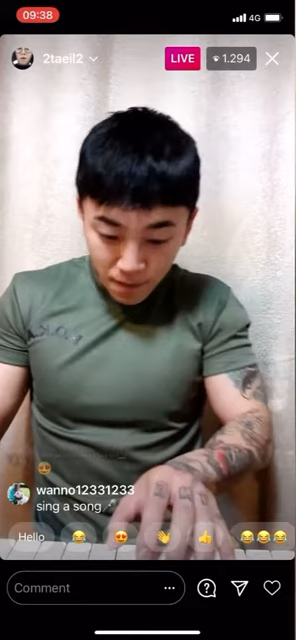 09:38
4G
2taeil2
LIVE
1.294
wanno12331233
sing a song
Hello
Comment